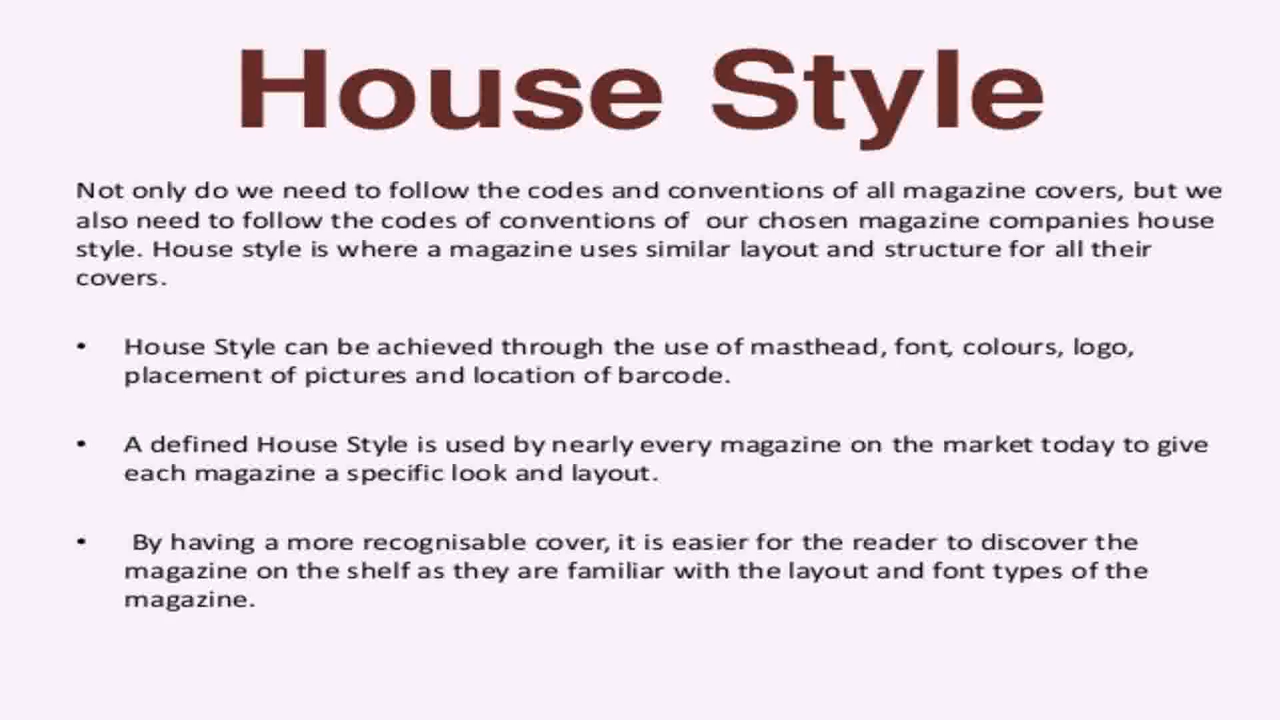 House Style
Not only do we need to follow the codes and conventions of all magazine covers, but we
also need to follow the codes of conventions of our chosen magazine companies house
style. House style is where a magazine uses similar layout and structure for all their
covers.
• House Style can be achieved through the use of masthead, font, colours, logo,
placement of pictures and location of barcode.
• A defined House Style is used by nearly every magazine on the market today to give
each magazine a specific look and layout.
• By having a more recognisable cover, it is easier for the reader to discover the
magazine on the shelf as they are familiar with the layout and font types of the
magazine.